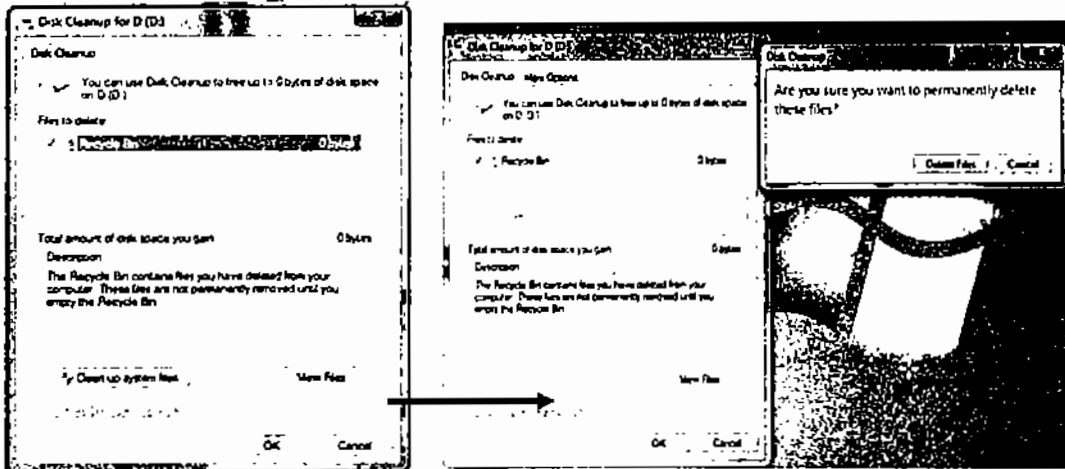 Disk Cleanup for D (D:)
Disk Cleanup
You can use Disk Cleanup to free up to 0 bytes of disk space
on D (D:)
Files to delete
Recycle Bin 0 bytes
Total amount of disk space you gain 0 bytes
Description
The Recycle Bin contains files you have deleted from your
computer. These files are not permanently removed until you
empty the Recycle Bin
Clean up system files
View Files
OK Cancel
Disk Cleanup for D (D:)
Disk Cleanup More Options
You can use Disk Cleanup to free up to 0 bytes of disk space
on D (D:)
Files to delete
Recycle Bin 0 bytes
Total amount of disk space you gain 0 bytes
Description
The Recycle Bin contains files you have deleted from your
computer. These files are not permanently removed until you
empty the Recycle Bin
View Files
OK Cancel
Disk Cleanup
Are you sure you want to permanently delete
these files?
Delete Files Cancel